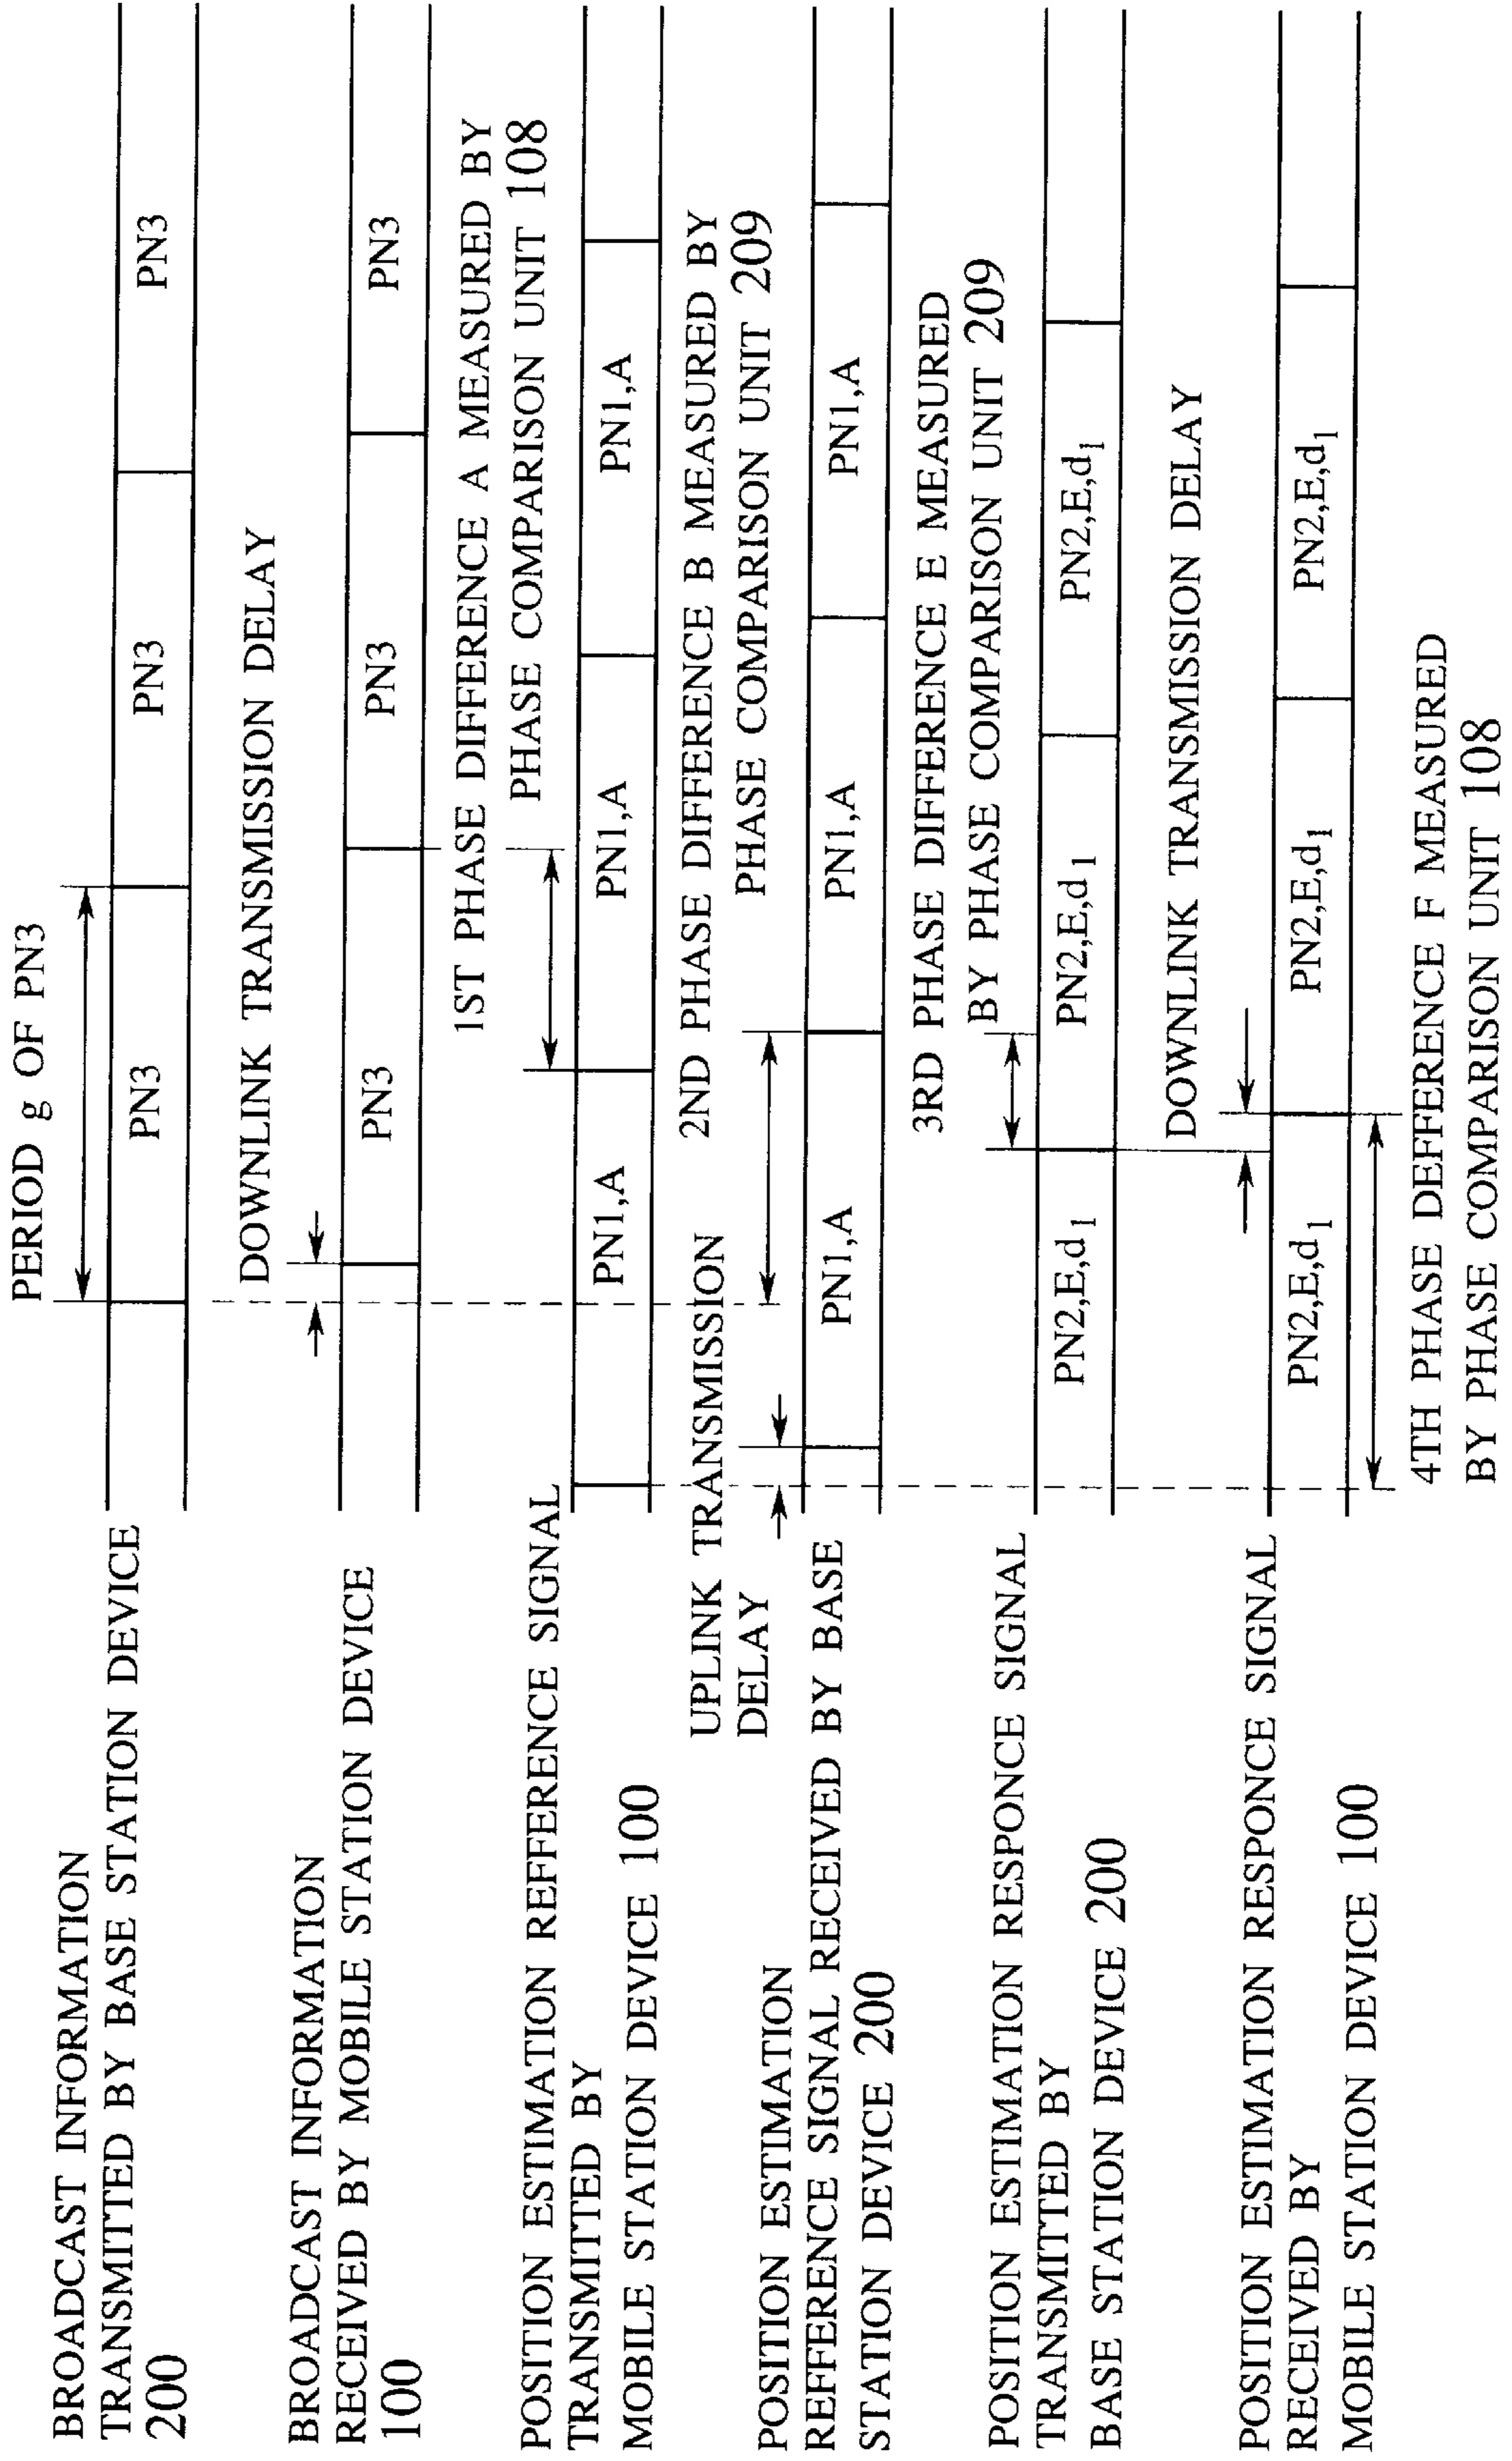 BROADCAST INFORMATION
TRANSMITTED BY BASE STATION DEVICE
200
PERIOD g OF PN3
PN3
PN3
PN3
DOWNLINK TRANSMISSION DELAY
BROADCAST INFORMATION
RECEIVED BY MOBILE STATION DEVICE
100
PN3
PN3
PN3
1ST PHASE DIFFERENCE A MEASURED BY
PHASE COMPARISON UNIT 108
POSITION ESTIMATION REFFERENCE SIGNAL
TRANSMITTED BY
MOBILE STATION DEVICE 100
PN1,A
PN1,A
PN1,A
UPLINK TRANSMISSION
DELAY
2ND PHASE DIFFERENCE B MEASURED BY
PHASE COMPARISON UNIT 209
POSITION ESTIMATION
REFFERENCE SIGNAL RECEIVED BY BASE
STATION DEVICE 200
PN1,A
PN1,A
PN1,A
3RD PHASE DIFFERENCE E MEASURED
BY PHASE COMPARISON UNIT 209
POSITION ESTIMATION RESPONCE SIGNAL
TRANSMITTED BY
BASE STATION DEVICE 200
PN2,E,d1
PN2,E,d1
PN2,E,d1
DOWNLINK TRANSMISSION DELAY
POSITION ESTIMATION RESPONCE SIGNAL
RECEIVED BY
MOBILE STATION DEVICE 100
PN2,E,d1
PN2,E,d1
PN2,E,d1
4TH PHASE DEFFERENCE F MEASURED
BY PHASE COMPARISON UNIT 108